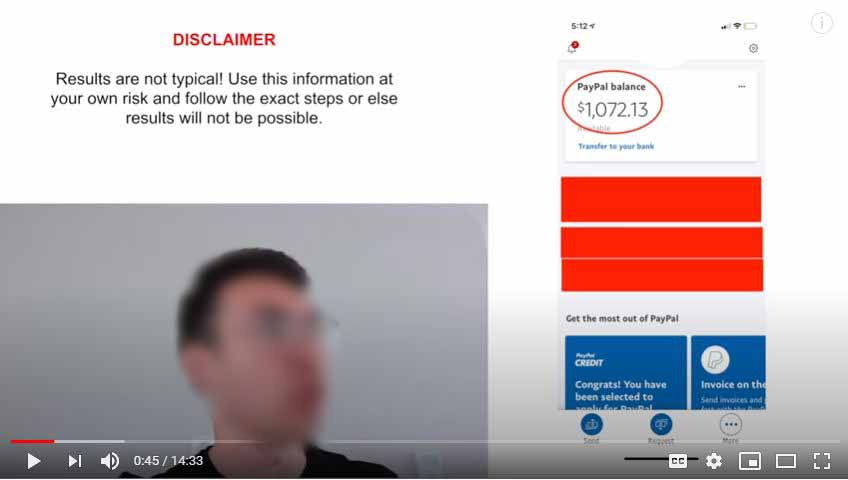 DISCLAIMER
Results are not typical! Use this information at
your own risk and follow the exact steps or else
results will not be possible.
5:12
PayPal balance
$1,072.13
Available
Transfer to your bank
Get the most out of PayPal
PayPal
CREDIT
Congrats! You have
been selected to
apply for PayPal
Invoice on the
Send invoices and
fast with the
Send
Request
More
0:45 / 14:33
CC